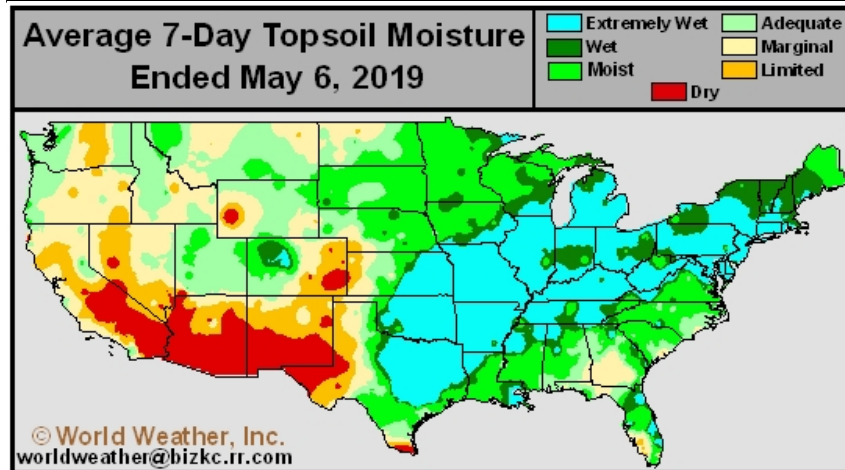 Average 7-Day Topsoil Moisture
Ended May 6, 2019
Extremely Wet
Adequate
Wet
Marginal
Moist
Limited
Dry
© World Weather, Inc.
worldweather@bizkc.rr.com